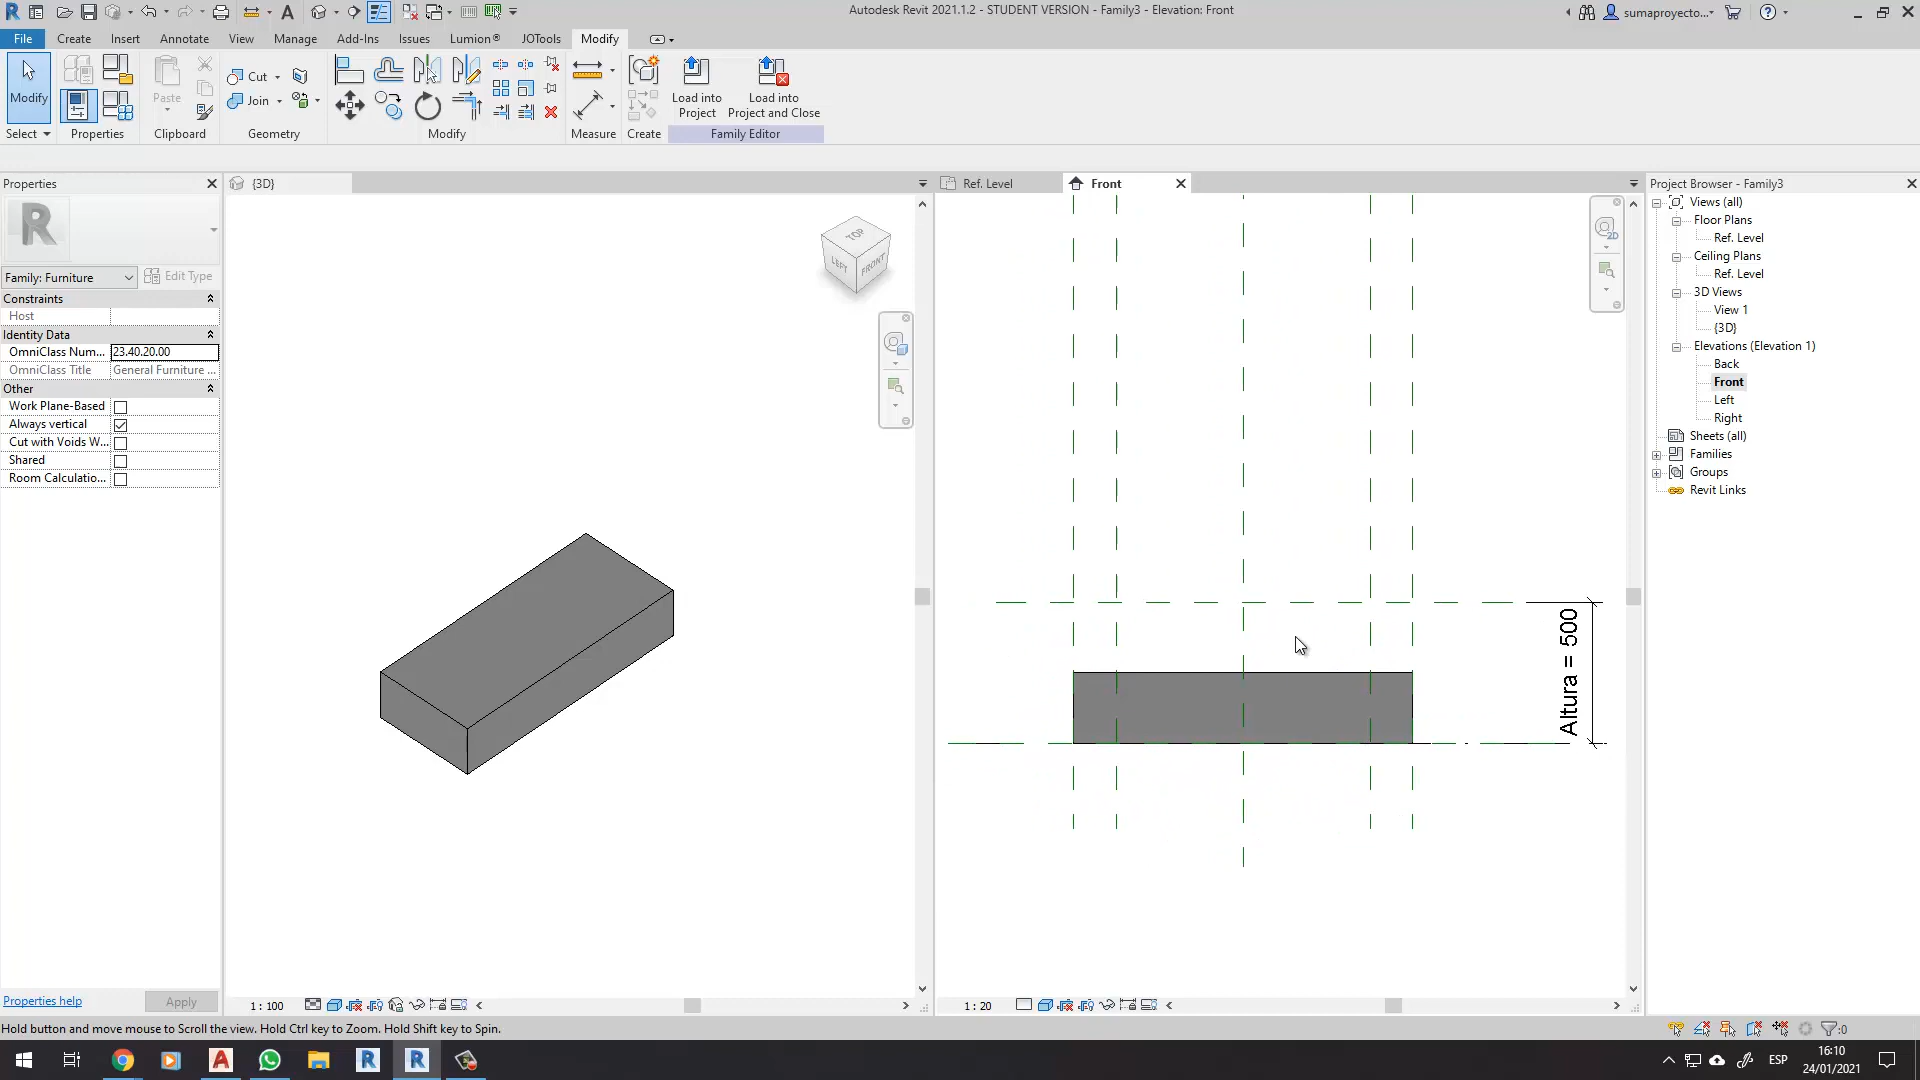 Autodesk Revit 2021.1.2 - STUDENT VERSION - Family3 - Elevation: Front
sumaproyecto...
File Create Insert Annotate View Manage Add-Ins Issues Lumion® JOTools Modify
Modify
Paste
Cut
Join
Load into Project
Load into Project and Close
Select Properties Clipboard Geometry Modify Measure Create Family Editor
Properties
{3D}
Ref. Level
Front
Project Browser - Family3
Family: Furniture
Edit Type
Constraints
Host
Identity Data
OmniClass Num... 23.40.20.00
OmniClass Title General Furniture ...
Other
Work Plane-Based
Always vertical
Cut with Voids W...
Shared
Room Calculatio...
Properties help
Apply
TOP
LEFT
FRONT
2D
Altura = 500
Views (all)
Floor Plans
Ref. Level
Ceiling Plans
Ref. Level
3D Views
View 1
{3D}
Elevations (Elevation 1)
Back
Front
Left
Right
Sheets (all)
Families
Groups
Revit Links
1 : 100
1 : 20
Hold button and move mouse to Scroll the view. Hold Ctrl key to Zoom. Hold Shift key to Spin.
:0
ESP
16:10
24/01/2021